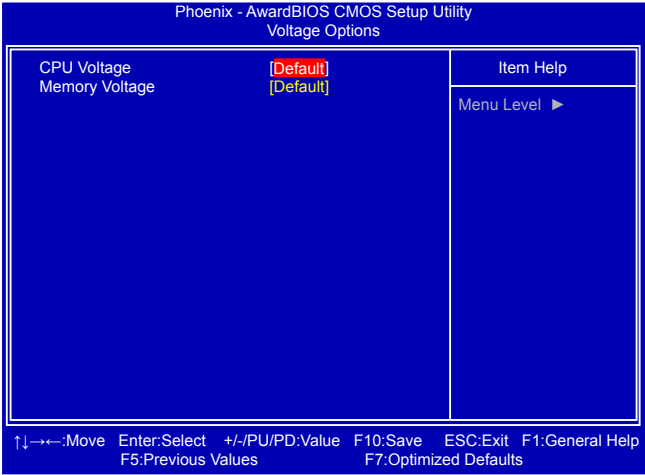 Phoenix - AwardBIOS CMOS Setup Utility
Voltage Options
CPU Voltage [Default]
Memory Voltage [Default]
Item Help
Menu Level ►
↑↓→←:Move Enter:Select +/-/PU/PD:Value F10:Save ESC:Exit F1:General Help
F5:Previous Values F7:Optimized Defaults